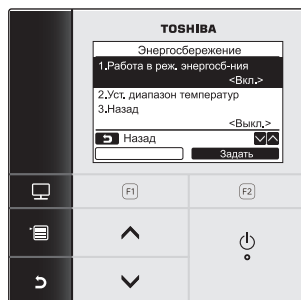 TOSHIBA
Энергосбережение
1.Работа в реж. энергосб-ния
<Вкл.>
2.Уст. диапазон температур
3.Назад
<Выкл.>
Назад
Задать
F1
F2